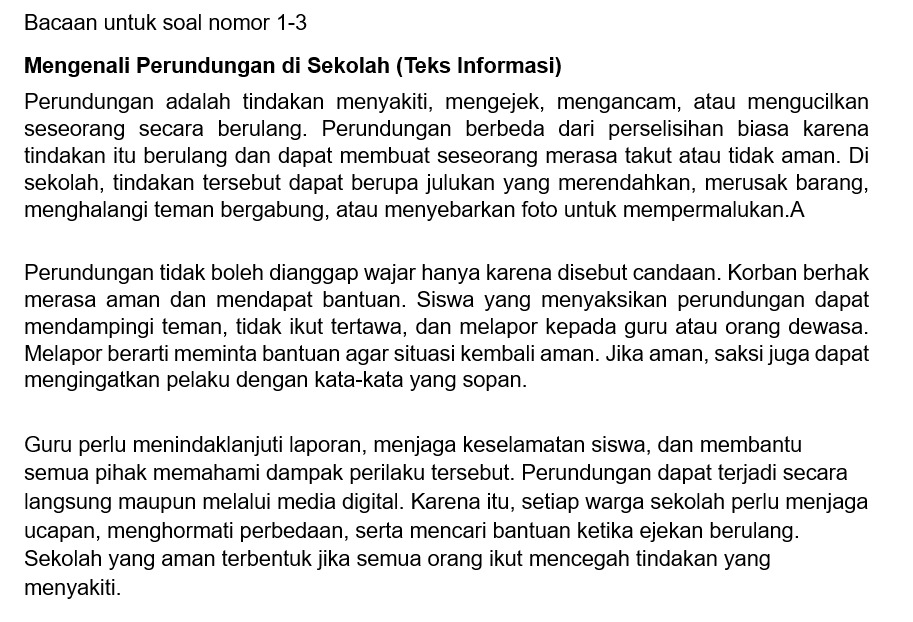 Bacaan untuk soal nomor 1-3
Mengenali Perundungan di Sekolah (Teks Informasi)
Perundungan adalah tindakan menyakiti, mengejek, mengancam, atau mengucilkan
seseorang secara berulang. Perundungan berbeda dari perselisihan biasa karena
tindakan itu berulang dan dapat membuat seseorang merasa takut atau tidak aman. Di
sekolah, tindakan tersebut dapat berupa julukan yang merendahkan, merusak barang,
menghalangi teman bergabung, atau menyebarkan foto untuk mempermalukan.A
Perundungan tidak boleh dianggap wajar hanya karena disebut candaan. Korban berhak
merasa aman dan mendapat bantuan. Siswa yang menyaksikan perundungan dapat
mendampingi teman, tidak ikut tertawa, dan melapor kepada guru atau orang dewasa.
Melapor berarti meminta bantuan agar situasi kembali aman. Jika aman, saksi juga dapat
mengingatkan pelaku dengan kata-kata yang sopan.
Guru perlu menindaklanjuti laporan, menjaga keselamatan siswa, dan membantu
semua pihak memahami dampak perilaku tersebut. Perundungan dapat terjadi secara
langsung maupun melalui media digital. Karena itu, setiap warga sekolah perlu menjaga
ucapan, menghormati perbedaan, serta mencari bantuan ketika ejekan berulang.
Sekolah yang aman terbentuk jika semua orang ikut mencegah tindakan yang
menyakiti.